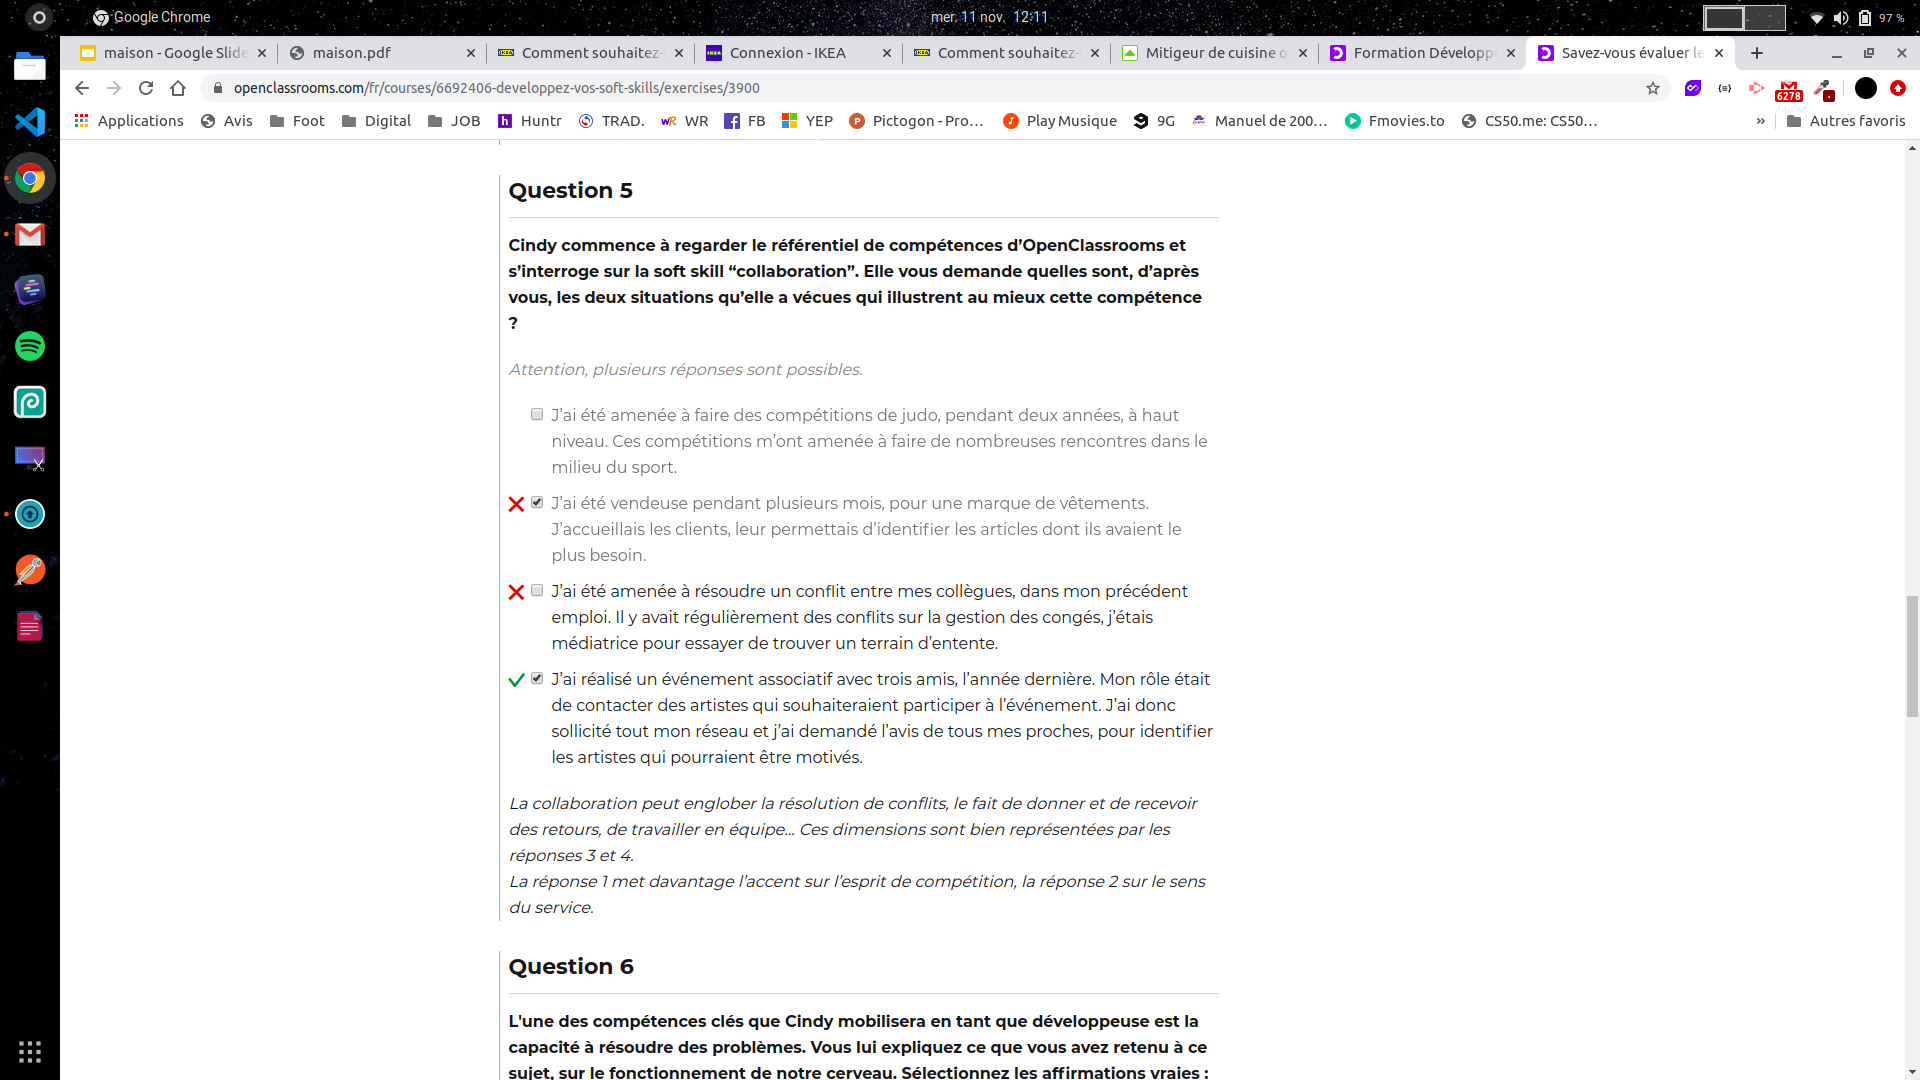 Google Chrome
mer. 11 nov. 12:11
97 %
maison - Google Slide
maison.pdf
Comment souhaitez-
Connexion - IKEA
Comment souhaitez-
Mitigeur de cuisine o
Formation Développe
Savez-vous évaluer le
openclassrooms.com/fr/courses/6692406-developpez-vos-soft-skills/exercises/3900
6278
Applications
Avis
Foot
Digital
JOB
Huntr
TRAD.
WR
FB
YEP
Pictogon - Pro…
Play Musique
9G
Manuel de 200…
Fmovies.to
CS50.me: CS50…
»
Autres favoris
Question 5
Cindy commence à regarder le référentiel de compétences d’OpenClassrooms et
s’interroge sur la soft skill “collaboration”. Elle vous demande quelles sont, d’après
vous, les deux situations qu’elle a vécues qui illustrent au mieux cette compétence
?
Attention, plusieurs réponses sont possibles.
J’ai été amenée à faire des compétitions de judo, pendant deux années, à haut
niveau. Ces compétitions m’ont amenée à faire de nombreuses rencontres dans le
milieu du sport.
J’ai été vendeuse pendant plusieurs mois, pour une marque de vêtements.
J’accueillais les clients, leur permettais d’identifier les articles dont ils avaient le
plus besoin.
J’ai été amenée à résoudre un conflit entre mes collègues, dans mon précédent
emploi. Il y avait régulièrement des conflits sur la gestion des congés, j’étais
médiatrice pour essayer de trouver un terrain d’entente.
J’ai réalisé un événement associatif avec trois amis, l’année dernière. Mon rôle était
de contacter des artistes qui souhaiteraient participer à l’événement. J’ai donc
sollicité tout mon réseau et j’ai demandé l’avis de tous mes proches, pour identifier
les artistes qui pourraient être motivés.
La collaboration peut englober la résolution de conflits, le fait de donner et de recevoir
des retours, de travailler en équipe… Ces dimensions sont bien représentées par les
réponses 3 et 4.
La réponse 1 met davantage l’accent sur l’esprit de compétition, la réponse 2 sur le sens
du service.
Question 6
L'une des compétences clés que Cindy mobilisera en tant que développeuse est la
capacité à résoudre des problèmes. Vous lui expliquez ce que vous avez retenu à ce
sujet, sur le fonctionnement de notre cerveau. Sélectionnez les affirmations vraies :